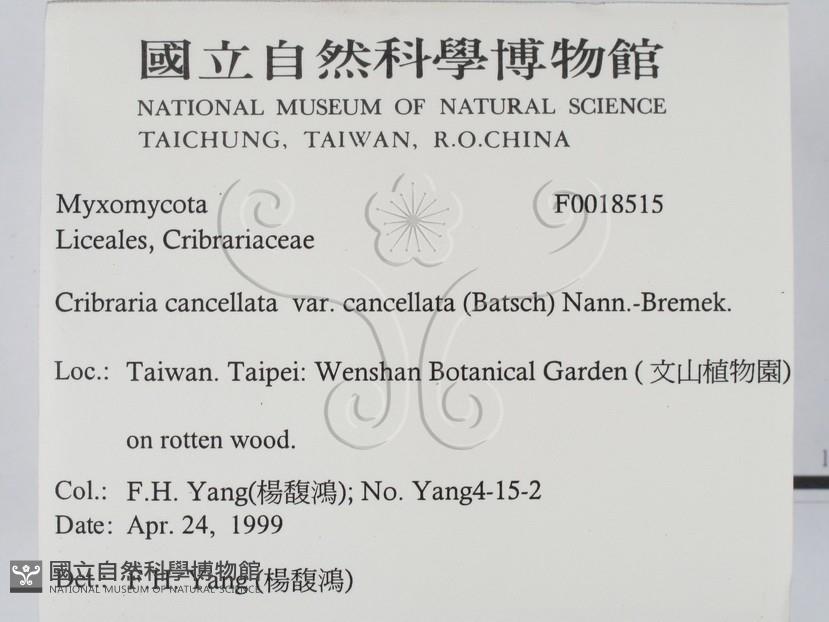 國立自然科學博物館
NATIONAL MUSEUM OF NATURAL SCIENCE
TAICHUNG, TAIWAN, R.O.CHINA
Myxomycota F0018515
Liceales, Cribrariaceae
Cribraria cancellata var. cancellata (Batsch) Nann.-Bremek.
Loc.: Taiwan. Taipei: Wenshan Botanical Garden (文山植物園)
on rotten wood.
Col.: F.H. Yang(楊馥鴻); No. Yang4-15-2
Date: Apr. 24, 1999
Det.: F.H. Yang (楊馥鴻)
國立自然科學博物館
NATIONAL MUSEUM OF NATURAL SCIENCE